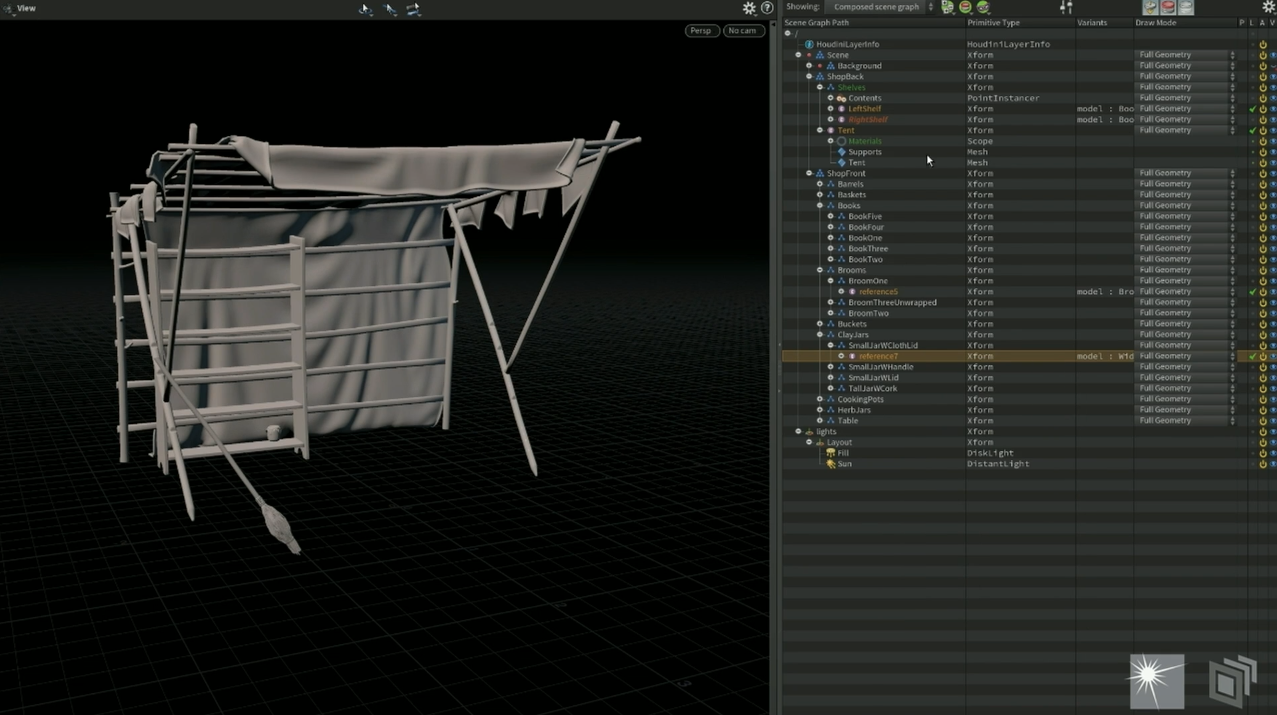 View
Persp No cam
Showing: Composed scene graph
Scene Graph Path Primitive Type Variants Draw Mode P L A V
/
HoudiniLayerInfo HoudiniLayerInfo
Scene Xform Full Geometry
Background Xform Full Geometry
ShopBack Xform Full Geometry
Shelves Xform Full Geometry
Contents PointInstancer
LeftShelf Xform model : Boo Full Geometry
RightShelf Xform model : Boo Full Geometry
Tent Xform Full Geometry
Materials Scope
Supports Mesh
Tent Mesh
ShopFront Xform Full Geometry
Barrels Xform Full Geometry
Baskets Xform Full Geometry
Books Xform Full Geometry
BookFive Xform Full Geometry
BookFour Xform Full Geometry
BookOne Xform Full Geometry
BookThree Xform Full Geometry
BookTwo Xform Full Geometry
Brooms Xform Full Geometry
BroomOne Xform Full Geometry
reference5 Xform model : Bro Full Geometry
BroomThreeUnwrapped Xform Full Geometry
BroomTwo Xform Full Geometry
Buckets Xform Full Geometry
ClayJars Xform Full Geometry
SmallJarWClothLid Xform Full Geometry
reference7 Xform model : Wid Full Geometry
SmallJarWHandle Xform Full Geometry
SmallJarWLid Xform Full Geometry
TallJarWCork Xform Full Geometry
CookingPots Xform Full Geometry
HerbJars Xform Full Geometry
Table Xform Full Geometry
lights Xform
Layout Xform
Fill DiskLight
Sun DistantLight